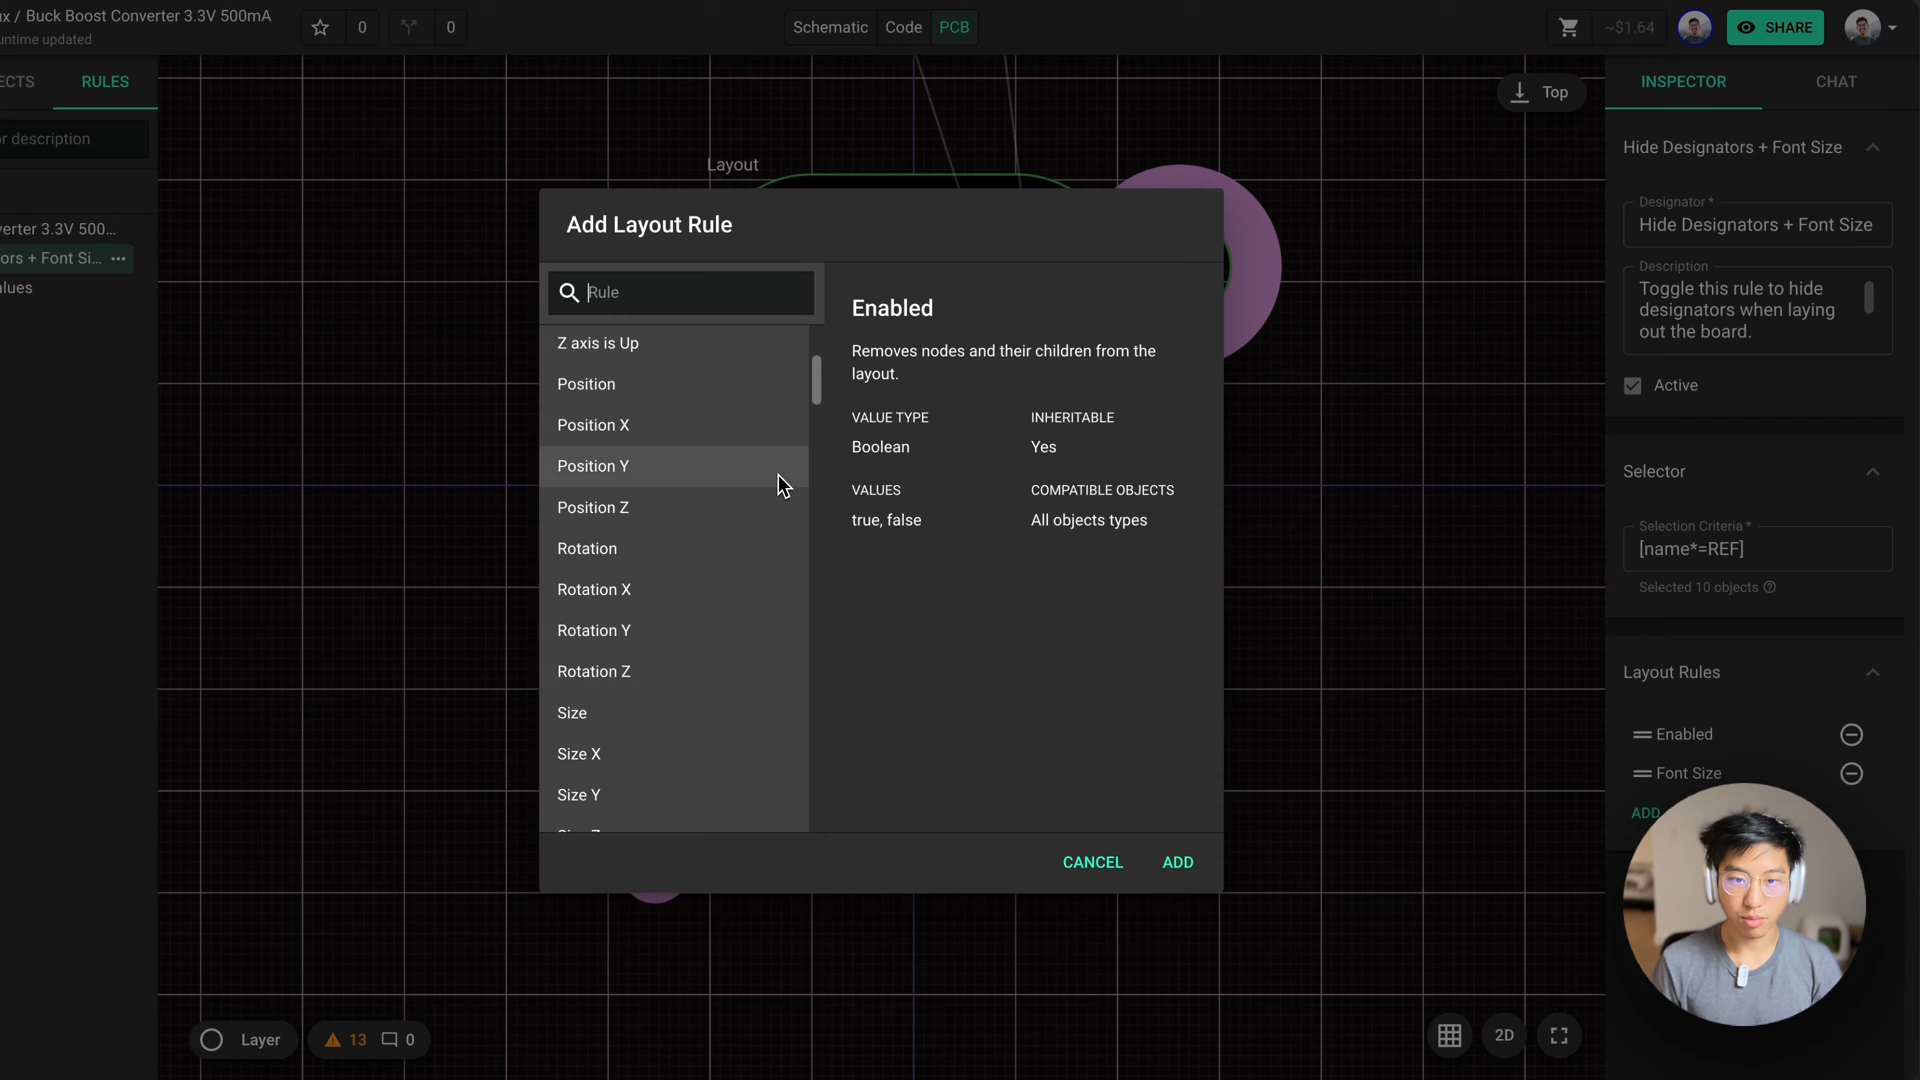 ux / Buck Boost Converter 3.3V 500mA
untime updated
0
0
Schematic
Code
PCB
~$1.64
SHARE
ECTS
RULES
or description
verter 3.3V 500...
ors + Font Si...
alues
Layout
Top
Add Layout Rule
Rule
Z axis is Up
Position
Position X
Position Y
Position Z
Rotation
Rotation X
Rotation Y
Rotation Z
Size
Size X
Size Y
Enabled
Removes nodes and their children from the
layout.
VALUE TYPE
INHERITABLE
Boolean
Yes
VALUES
COMPATIBLE OBJECTS
true, false
All objects types
CANCEL
ADD
INSPECTOR
CHAT
Hide Designators + Font Size
Designator *
Hide Designators + Font Size
Description
Toggle this rule to hide
designators when laying
out the board.
Active
Selector
Selection Criteria *
[name*=REF]
Selected 10 objects
Layout Rules
Enabled
Font Size
ADD
Layer
13
0
2D